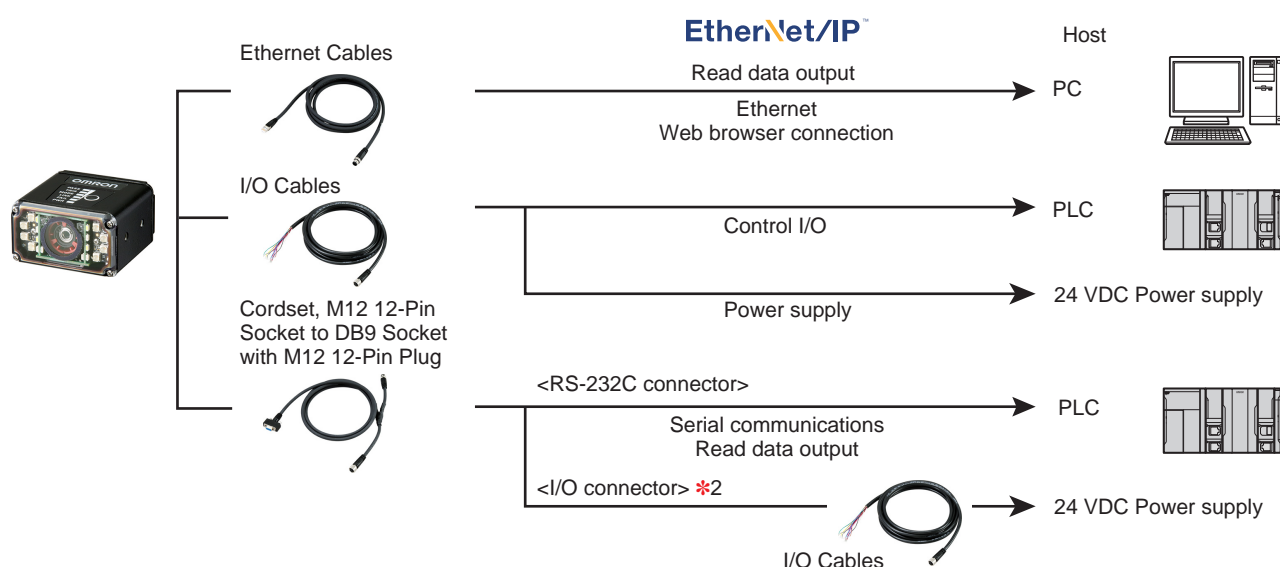 EtherNet/IP™
Host
Ethernet Cables
Read data output
PC
Ethernet
Web browser connection
OMRON
I/O Cables
Control I/O
PLC
Power supply
24 VDC Power supply
Cordset, M12 12-Pin
Socket to DB9 Socket
with M12 12-Pin Plug
<RS-232C connector>
PLC
Serial communications
Read data output
<I/O connector> *2
24 VDC Power supply
I/O Cables